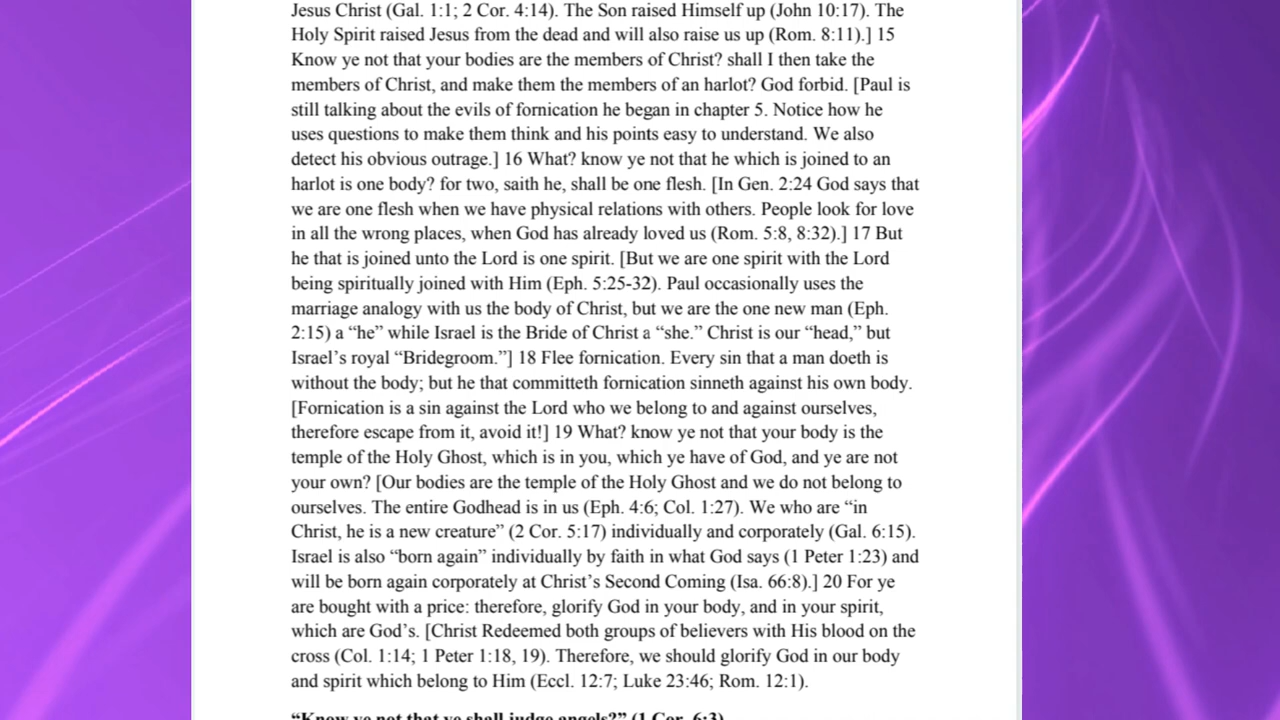 Jesus Christ (Gal. 1:1; 2 Cor. 4:14). The Son raised Himself up (John 10:17). The
Holy Spirit raised Jesus from the dead and will also raise us up (Rom. 8:11).] 15
Know ye not that your bodies are the members of Christ? shall I then take the
members of Christ, and make them the members of an harlot? God forbid. [Paul is
still talking about the evils of fornication he began in chapter 5. Notice how he
uses questions to make them think and his points easy to understand. We also
detect his obvious outrage.] 16 What? know ye not that he which is joined to an
harlot is one body? for two, saith he, shall be one flesh. [In Gen. 2:24 God says that
we are one flesh when we have physical relations with others. People look for love
in all the wrong places, when God has already loved us (Rom. 5:8, 8:32).] 17 But
he that is joined unto the Lord is one spirit. [But we are one spirit with the Lord
being spiritually joined with Him (Eph. 5:25-32). Paul occasionally uses the
marriage analogy with us the body of Christ, but we are the one new man (Eph.
2:15) a “he” while Israel is the Bride of Christ a “she.” Christ is our “head,” but
Israel’s royal “Bridegroom.”] 18 Flee fornication. Every sin that a man doeth is
without the body; but he that committeth fornication sinneth against his own body.
[Fornication is a sin against the Lord who we belong to and against ourselves,
therefore escape from it, avoid it!] 19 What? know ye not that your body is the
temple of the Holy Ghost, which is in you, which ye have of God, and ye are not
your own? [Our bodies are the temple of the Holy Ghost and we do not belong to
ourselves. The entire Godhead is in us (Eph. 4:6; Col. 1:27). We who are “in
Christ, he is a new creature” (2 Cor. 5:17) individually and corporately (Gal. 6:15).
Israel is also “born again” individually by faith in what God says (1 Peter 1:23) and
will be born again corporately at Christ’s Second Coming (Isa. 66:8).] 20 For ye
are bought with a price: therefore, glorify God in your body, and in your spirit,
which are God’s. [Christ Redeemed both groups of believers with His blood on the
cross (Col. 1:14; 1 Peter 1:18, 19). Therefore, we should glorify God in our body
and spirit which belong to Him (Eccl. 12:7; Luke 23:46; Rom. 12:1).
“Know ye not that ye shall judge angels?” (1 Cor. 6:3)